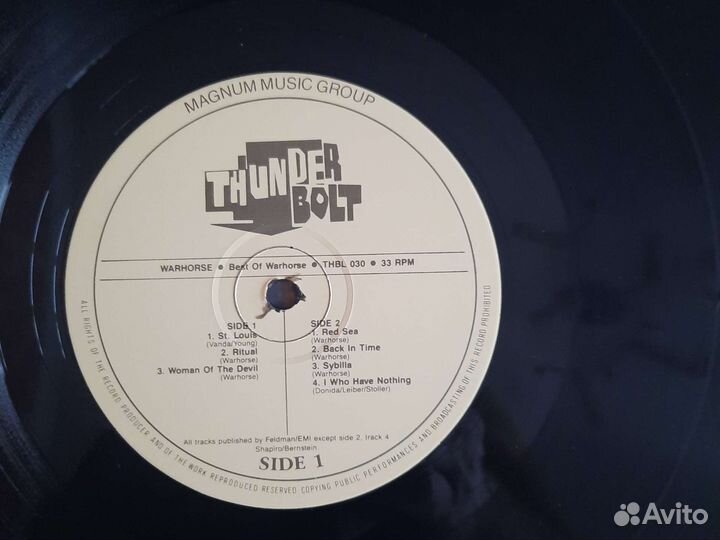 MAGNUM MUSIC GROUP
THUNDER
BOLT
WARHORSE • Best Of Warhorse • THBL 030 • 33 RPM
SIDE 1
1. St. Louis
(Vanda/Young)
2. Ritual
(Warhorse)
3. Woman Of The Devil
(Warhorse)
SIDE 2
1. Red Sea
(Warhorse)
2. Back In Time
(Warhorse)
3. Sybilla
(Warhorse)
4. I Who Have Nothing
(Donida/Leiber/Stoller)
All tracks published by Feldman/EMI except side 2, track 4
Shapiro/Bernstein.
SIDE 1
ALL RIGHTS OF THE RECORD PRODUCER AND OF THE WORK REPRODUCED RESERVED. COPYING PUBLIC PERFORMANCES AND BROADCASTING OF THIS RECORD PROHIBITED
Avito